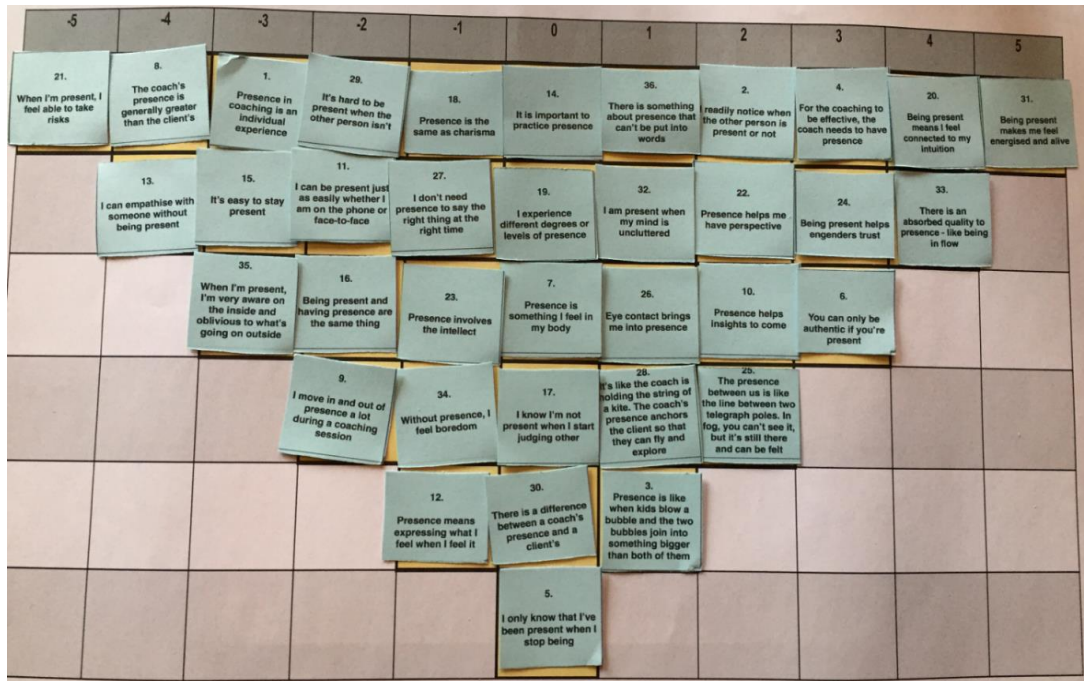 -5 -4 -3 -2 -1 0 1 2 3 4 5
21.
When I'm present, I
feel able to take
risks
8.
The coach's
presence is
generally greater
than the client's
1.
Presence in
coaching is an
individual
experience
29.
It's hard to be
present when the
other person isn't
18.
Presence is the
same as charisma
14.
It is important to
practice presence
36.
There is something
about presence that
can't be put into
words
2.
I readily notice when
the other person is
present or not
4.
For the coaching to
be effective, the
coach needs to have
presence
20.
Being present
means I feel
connected to my
intuition
31.
Being present
makes me feel
energised and alive
13.
I can empathise with
someone without
being present
15.
It's easy to stay
present
11.
I can be present just
as easily whether I
am on the phone or
face-to-face
27.
I don't need
presence to say the
right thing at the
right time
19.
I experience
different degrees or
levels of presence
32.
I am present when
my mind is
uncluttered
22.
Presence helps me
have perspective
24.
Being present helps
engenders trust
33.
There is an
absorbed quality to
presence - like being
in flow
35.
When I'm present,
I'm very aware on
the inside and
oblivious to what's
going on outside
16.
Being present and
having presence are
the same thing
23.
Presence involves
the intellect
7.
Presence is
something I feel in
my body
26.
Eye contact brings
me into presence
10.
Presence helps
insights to come
6.
You can only be
authentic if you're
present
9.
I move in and out of
presence a lot
during a coaching
session
34.
Without presence, I
feel boredom
17.
I know I'm not
present when I start
judging other
28.
It's like the coach is
holding the string of
a kite. The coach's
presence anchors
the client so that
they can fly and
explore
25.
The presence
between us is like
the line between two
telegraph poles. In
fog, you can't see it,
but it's still there
and can be felt
12.
Presence means
expressing what I
feel when I feel it
30.
There is a difference
between a coach's
presence and a
client's
3.
Presence is like
when kids blow a
bubble and the two
bubbles join into
something bigger
than both of them
5.
I only know that I've
been present when I
stop being